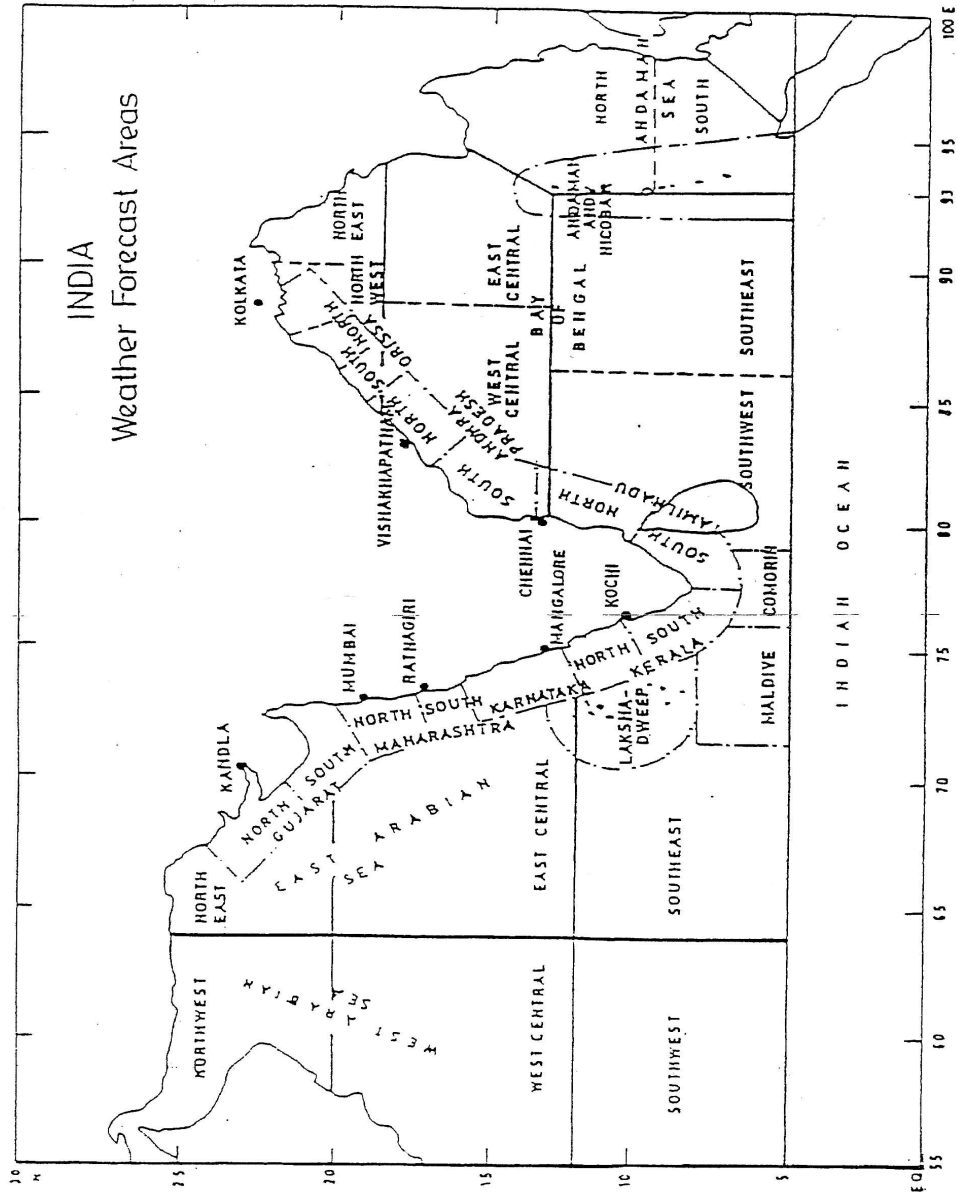 INDIA
Weather Forecast Areas
KOLKATA
VISHAKHAPATNAM
CHENNAI
MANGALORE
KOCHI
RATNAGIRI
MUMBAI
KANDLA
NORTHWEST
NORTH
EAST
NORTH
SOUTH
GUJARAT
NORTH
SOUTH
MAHARASHTRA
KARNATAKA
NORTH
SOUTH
KERALA
LAKSHA-
DWEEP
WEST ARABIAN
SEA
EAST ARABIAN
SEA
WEST CENTRAL
EAST CENTRAL
SOUTHWEST
SOUTHEAST
MALDIVE
COMORIN
SOUTH
NORTH
TAMILNADU
SOUTH
NORTH
ANDHRA
PRADESH
SOUTH
NORTH
ORISSA
NORTH
WEST
NORTH
EAST
WEST
CENTRAL
EAST
CENTRAL
BAY
OF
BENGAL
SOUTHWEST
SOUTHEAST
ANDAMAN
AND
NICOBAR
NORTH
ANDAMAN
SEA
SOUTH
INDIAN OCEAN
N
25
20
15
10
EQ
55
60
65
70
75
80
85
90
93
95
100 E